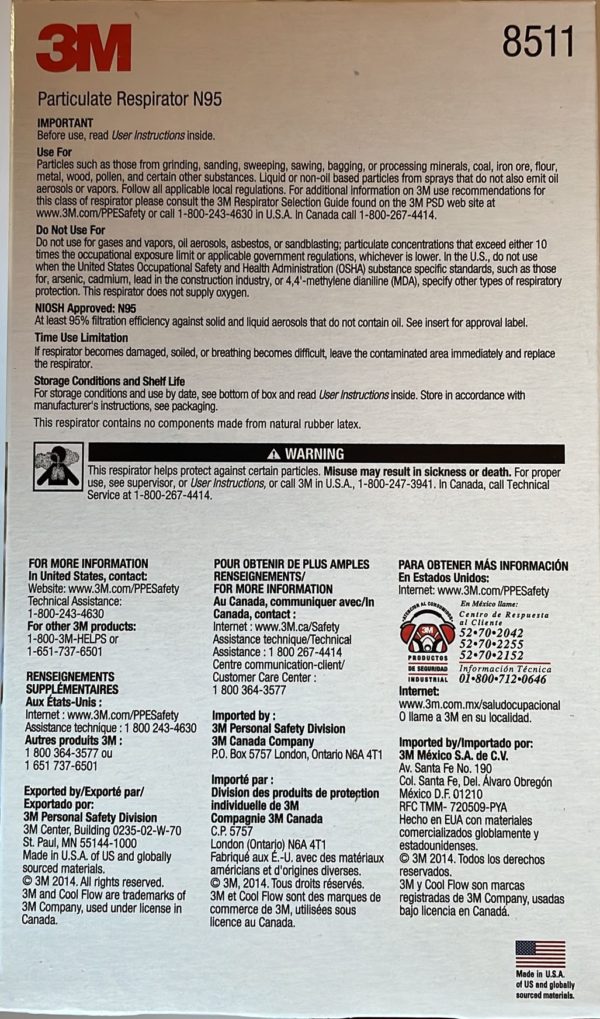 3M
8511
Particulate Respirator N95
IMPORTANT
Before use, read User Instructions inside.
Use For
Particles such as those from grinding, sanding, sweeping, sawing, bagging, or processing minerals, coal, iron ore, flour,
metal, wood, pollen, and certain other substances. Liquid or non-oil based particles from sprays that do not also emit oil
aerosols or vapors. Follow all applicable local regulations. For additional information on 3M use recommendations for
this class of respirator please consult the 3M Respirator Selection Guide found on the 3M PSD web site at
www.3m.com/PPESafety or call 1-800-243-4630 in U.S.A. In Canada call 1-800-267-4414.
Do Not Use For
Do not use for gases and vapors, oil aerosols, asbestos, or sandblasting; particulate concentrations that exceed either 10
times the occupational exposure limit or applicable government regulations, whichever is lower. In the U.S., do not use
when the United States Occupational Safety and Health Administration (OSHA) substance specific standards, such as those
for, arsenic, cadmium, lead in the construction industry, or 4,4'-methylene dianiline (MDA), specify other types of respiratory
protection. This respirator does not supply oxygen.
NIOSH Approved: N95
At least 95% filtration efficiency against solid and liquid aerosols that do not contain oil. See insert for approval label.
Time Use Limitation
If respirator becomes damaged, soiled, or breathing becomes difficult, leave the contaminated area immediately and replace
the respirator.
Storage Conditions and Shelf Life
For storage conditions and use by date, see bottom of box and read User Instructions inside. Store in accordance with
manufacturer's instructions, see packaging.
This respirator contains no components made from natural rubber latex.
WARNING
This respirator helps protect against certain particles. Misuse may result in sickness or death. For proper
use, see supervisor, or User Instructions, or call 3M in U.S.A., 1-800-247-3941. In Canada, call Technical
Service at 1-800-267-4414.
FOR MORE INFORMATION
In United States, contact:
Website: www.3m.com/PPESafety
Technical Assistance:
1-800-243-4630
For other 3M products:
1-800-3M-HELPS or
1-651-737-6501
RENSEIGNEMENTS
SUPPLÉMENTAIRES
Aux États-Unis :
Internet : www.3m.com/PPESafety
Assistance technique : 1 800 243-4630
Autres produits 3M :
1 800 364-3577 ou
1 651 737-6501
Exported by/Exporté par/
Exportado por:
3M Personal Safety Division
3M Center, Building 0235-02-W-70
St. Paul, MN 55144-1000
Made in U.S.A. of US and globally
sourced materials.
© 3M 2014. All rights reserved.
3M and Cool Flow are trademarks of
3M Company, used under license in
Canada.
POUR OBTENIR DE PLUS AMPLES
RENSEIGNEMENTS/
FOR MORE INFORMATION
Au Canada, communiquer avec/In
Canada, contact :
Internet : www.3m.ca/Safety
Assistance technique/Technical
Assistance : 1 800 267-4414
Centre communication-client/
Customer Care Center :
1 800 364-3577
Imported by :
3M Personal Safety Division
3M Canada Company
P.O. Box 5757 London, Ontario N6A 4T1
Importé par :
Division des produits de protection
individuelle de 3M
Compagnie 3M Canada
C.P. 5757
London (Ontario) N6A 4T1
Fabriqué aux É.-U. avec des matériaux
américains et d'origines diverses.
© 3M, 2014. Tous droits réservés.
3M et Cool Flow sont des marques de
commerce de 3M, utilisées sous
licence au Canada.
PARA OBTENER MÁS INFORMACIÓN
En Estados Unidos:
Internet: www.3m.com/PPESafety
ATENCION AL CONSUMIDOR
3M
PRODUCTOS
DE SEGURIDAD
INDUSTRIAL
En México llame:
Centro de Respuesta
al Cliente
52•70•2042
52•70•2255
52•70•2152
Información Técnica
01•800•712•0646
Internet:
www.3m.com.mx/saludocupacional
O llame a 3M en su localidad.
Imported by/Importado por:
3M México S.A. de C.V.
Av. Santa Fe No. 190
Col. Santa Fe, Del. Álvaro Obregón
México D.F. 01210
RFC TMM- 720509-PYA
Hecho en EUA con materiales
comercializados globlamente y
estadounidenses.
© 3M 2014. Todos los derechos
reservados.
3M y Cool Flow son marcas
registradas de 3M Company, usadas
bajo licencia en Canadá.
Made in U.S.A.
of US and globally
sourced materials.